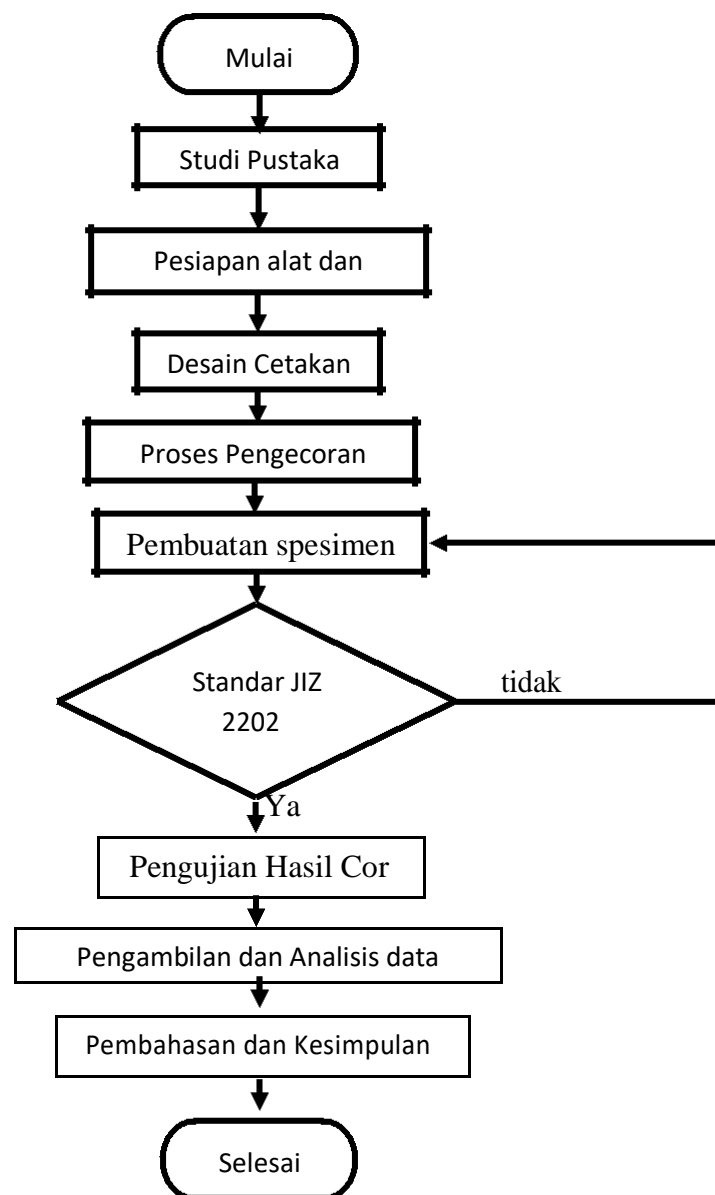 Mulai
Studi Pustaka
Pesiapan alat dan
Desain Cetakan
Proses Pengecoran
Pembuatan spesimen
Standar JIZ
2202
tidak
Ya
Pengujian Hasil Cor
Pengambilan dan Analisis data
Pembahasan dan Kesimpulan
Selesai